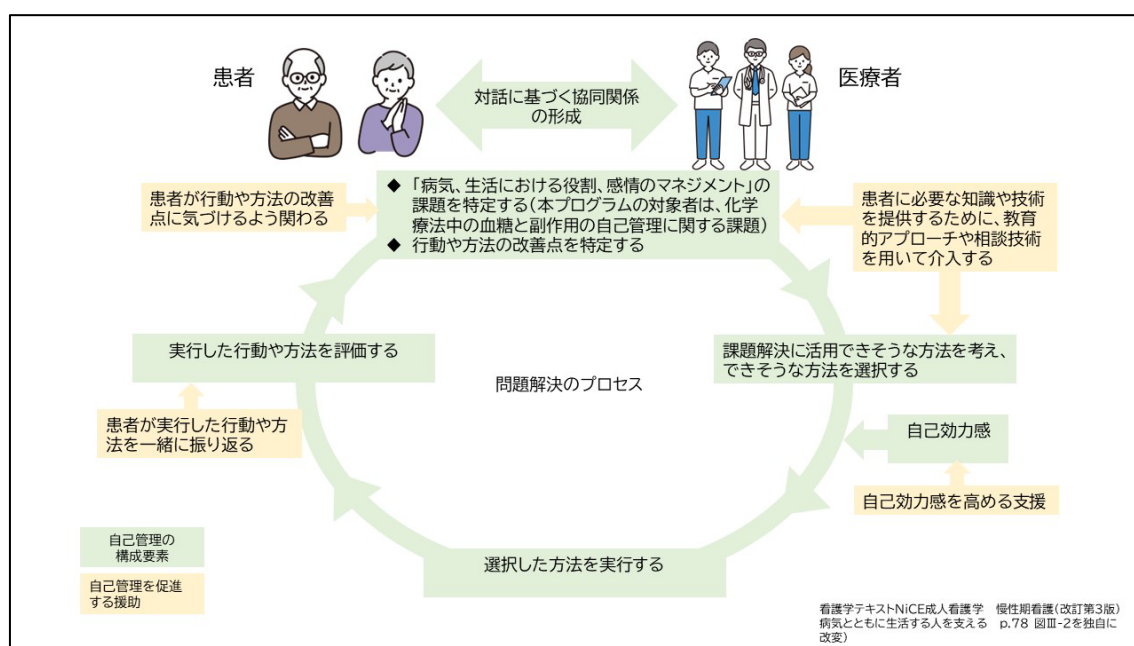 患者
対話に基づく協同関係
の形成
医療者
患者が行動や方法の改善
点に気づけるよう関わる
◆ 「病気、生活における役割、感情のマネジメント」の
課題を特定する(本プログラムの対象者は、化学
療法中の血糖と副作用の自己管理に関する課題)
◆ 行動や方法の改善点を特定する
患者に必要な知識や技術
を提供するために、教育
的アプローチや相談技術
を用いて介入する
実行した行動や方法を評価する
問題解決のプロセス
課題解決に活用できそうな方法を考え、
できそうな方法を選択する
患者が実行した行動や方
法を一緒に振り返る
自己効力感
自己効力感を高める支援
選択した方法を実行する
自己管理の
構成要素
自己管理を促進
する援助
看護学テキストNiCE成人看護学 慢性期看護(改訂第3版)
病気とともに生活する人を支える p.78 図Ⅲ-2を独自に
改変)